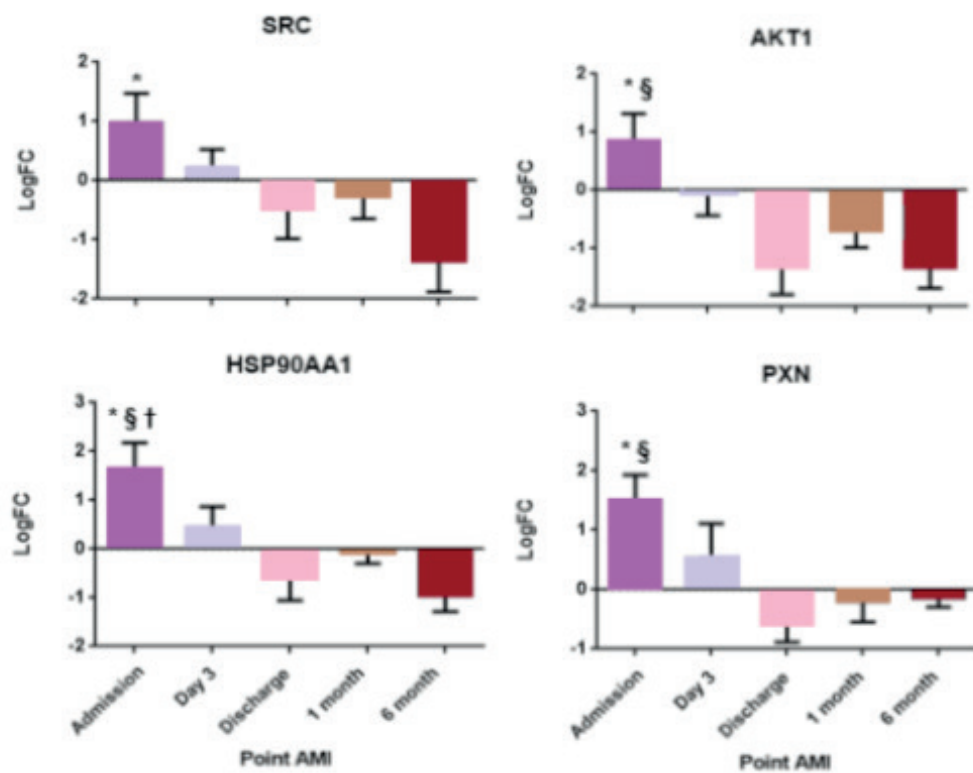 SRC
2
1
0
-1
-2
LogFC
*
AKT1
2
1
0
-1
-2
LogFC
* §
HSP90AA1
3
2
1
0
-1
-2
LogFC
* § †
Admission
Day 3
Discharge
1 month
6 month
Point AMI
PXN
3
2
1
0
-1
LogFC
* §
Admission
Day 3
Discharge
1 month
6 month
Point AMI